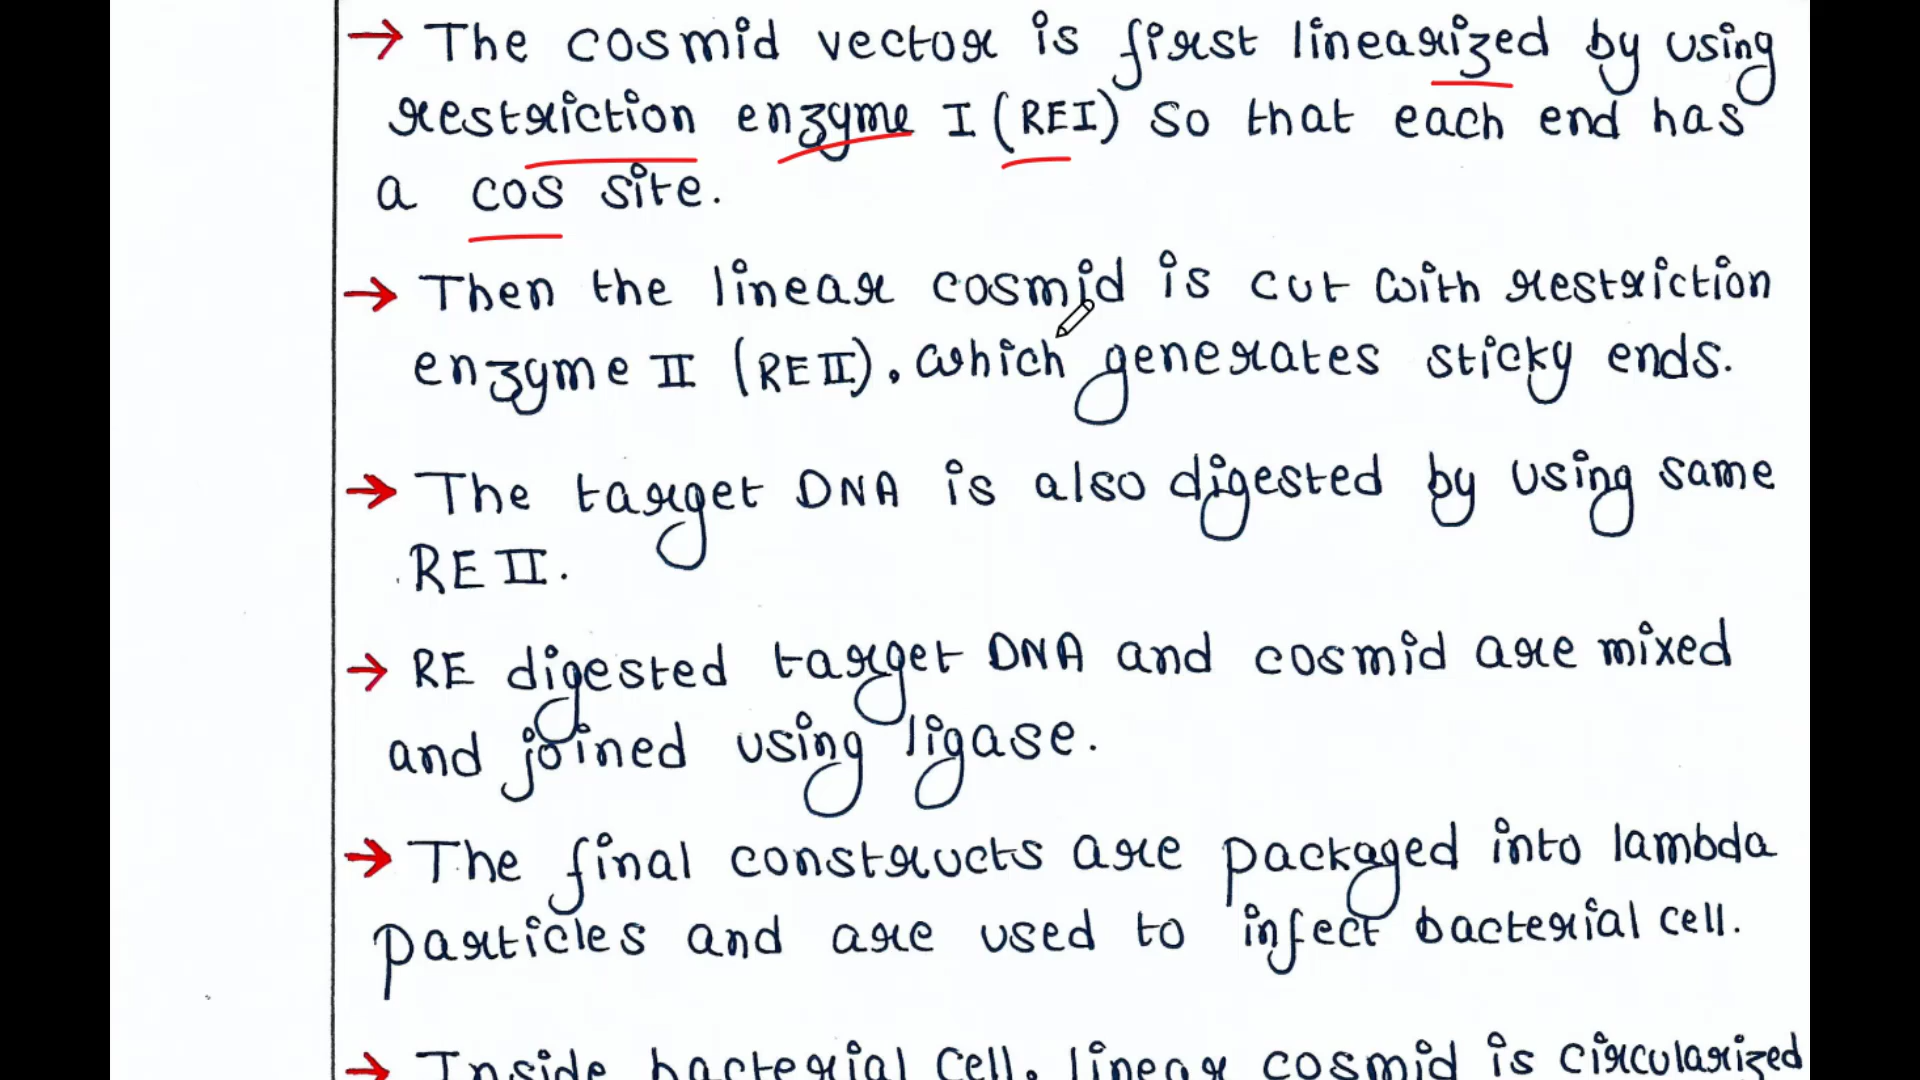 → The cosmid vector is first linearized by using
restriction enzyme I (REI) so that each end has
a cos site.
→ Then the linear cosmid is cut with restriction
enzyme II (REII). which generates sticky ends.
→ The target DNA is also digested by using same
RE II.
→ RE digested target DNA and cosmid are mixed
and joined using ligase.
→ The final constructs are packaged into lambda
particles and are used to infect bacterial cell.
→ Inside bacterial cell. linear cosmid is circularized